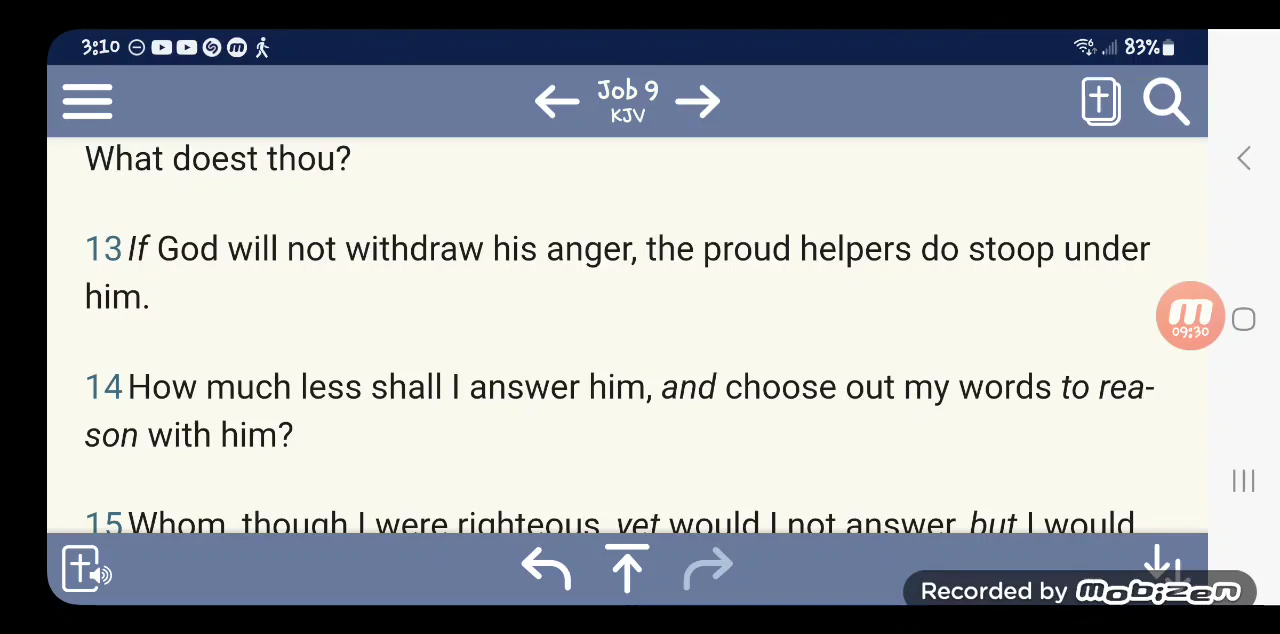 3:10 83%
Job 9
KJV
What doest thou?
13 If God will not withdraw his anger, the proud helpers do stoop under
him.
09:30
14 How much less shall I answer him, and choose out my words to rea-
son with him?
15 Whom, though I were righteous, yet would I not answer, but I would
Recorded by mobizen